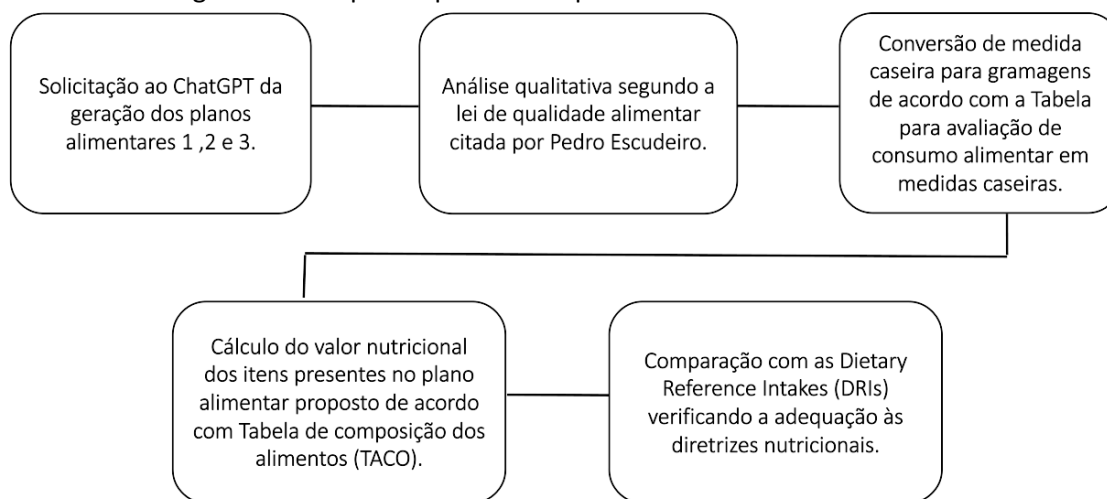 Solicitação ao ChatGPT da
geração dos planos
alimentares 1 ,2 e 3.
Análise qualitativa segundo a
lei de qualidade alimentar
citada por Pedro Escudeiro.
Conversão de medida
caseira para gramagens
de acordo com a Tabela
para avaliação de
consumo alimentar em
medidas caseiras.
Cálculo do valor nutricional
dos itens presentes no plano
alimentar proposto de acordo
com Tabela de composição dos
alimentos (TACO).
Comparação com as Dietary
Reference Intakes (DRIs)
verificando a adequação às
diretrizes nutricionais.